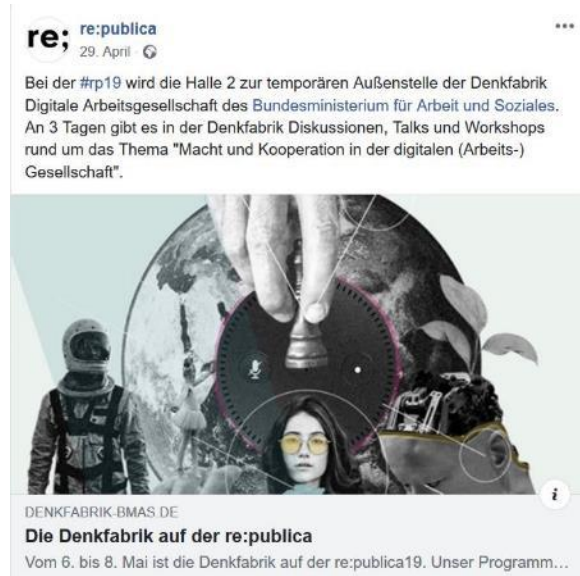 re; re:publica
29. April
Bei der #rp19 wird die Halle 2 zur temporären Außenstelle der Denkfabrik
Digitale Arbeitsgesellschaft des Bundesministerium für Arbeit und Soziales.
An 3 Tagen gibt es in der Denkfabrik Diskussionen, Talks und Workshops
rund um das Thema "Macht und Kooperation in der digitalen (Arbeits-)
Gesellschaft".
i
DENKFABRIK-BMAS.DE
Die Denkfabrik auf der re:publica
Vom 6. bis 8. Mai ist die Denkfabrik auf der re:publica19. Unser Programm...